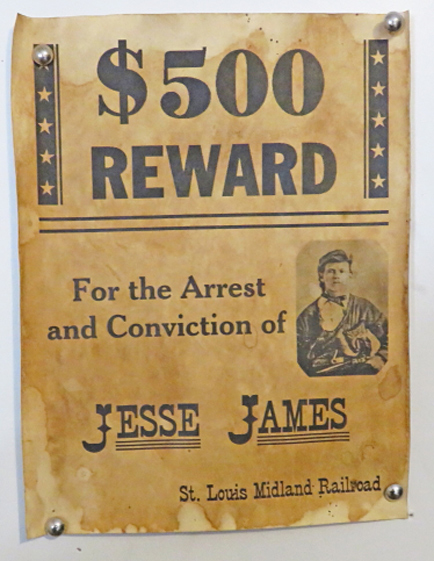 $500
REWARD
For the Arrest
and Conviction of
JESSE JAMES
St. Louis Midland Railroad